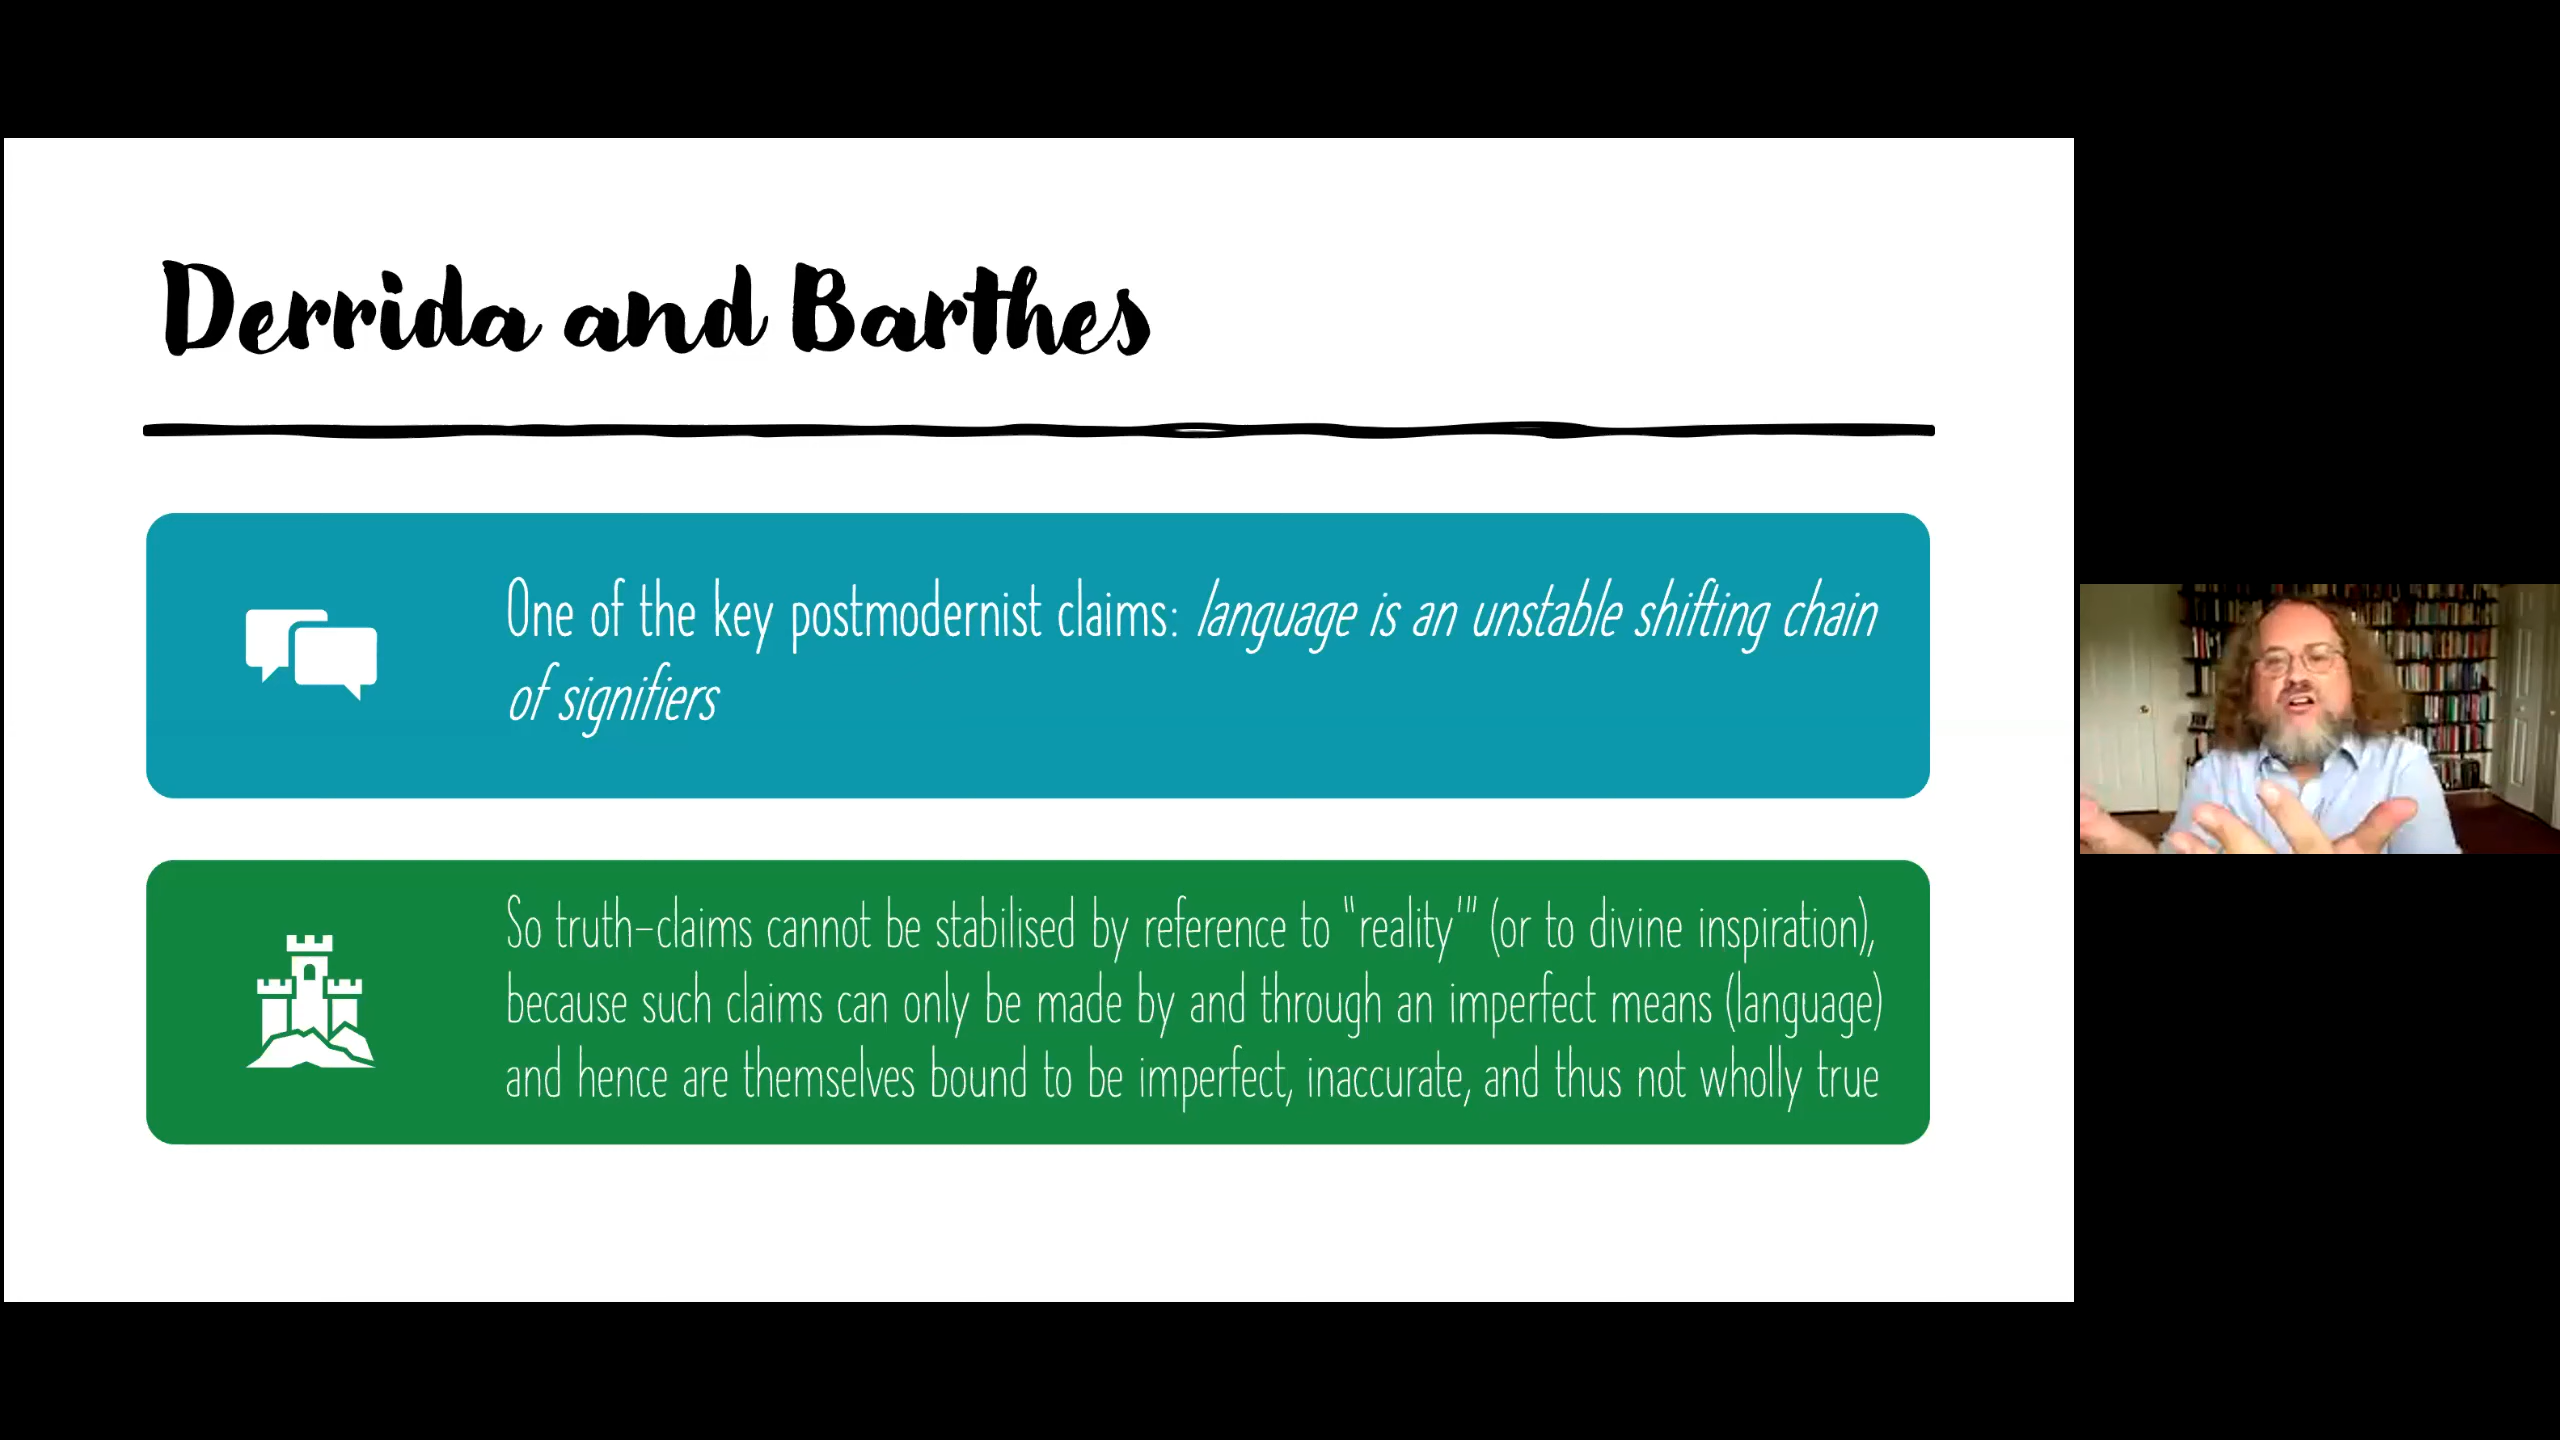 Derrida and Barthes
One of the key postmodernist claims: language is an unstable shifting chain
of signifiers
So truth-claims cannot be stabilised by reference to "reality'" (or to divine inspiration),
because such claims can only be made by and through an imperfect means (language)
and hence are themselves bound to be imperfect, inaccurate, and thus not wholly true